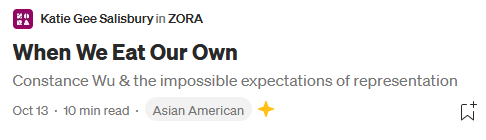 Katie Gee Salisbury in ZORA
When We Eat Our Own
Constance Wu & the impossible expectations of representation
Oct 13 · 10 min read · Asian American